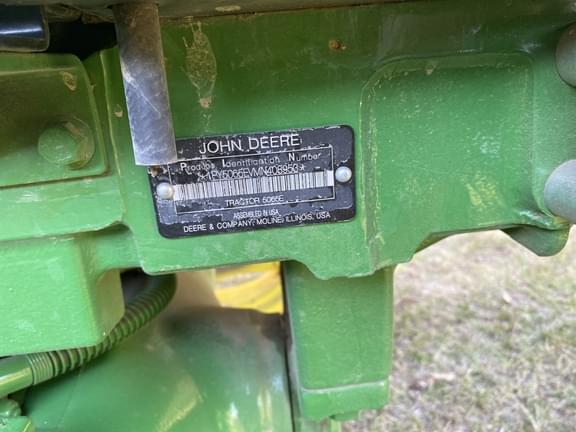 JOHN DEERE
Product Identification Number
*1PY5065EVMN408953*
TRACTOR 5065E
ASSEMBLED IN USA
DEERE & COMPANY, MOLINE, ILLINOIS, USA